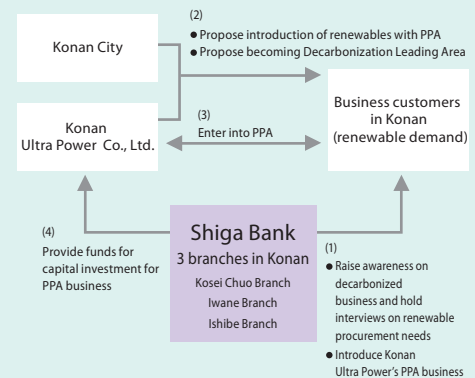 (2)
● Propose introduction of renewables with PPA
● Propose becoming Decarbonization Leading Area
Konan City
Konan
Ultra Power Co., Ltd.
(3)
Enter into PPA
Business customers
in Konan
(renewable demand)
(4)
Provide funds for
capital investment for
PPA business
Shiga Bank
3 branches in Konan
Kosei Chuo Branch
Iwane Branch
Ishibe Branch
(1)
● Raise awareness on
decarbonized
business and hold
interviews on renewable
procurement needs
● Introduce Konan
Ultra Power's PPA business